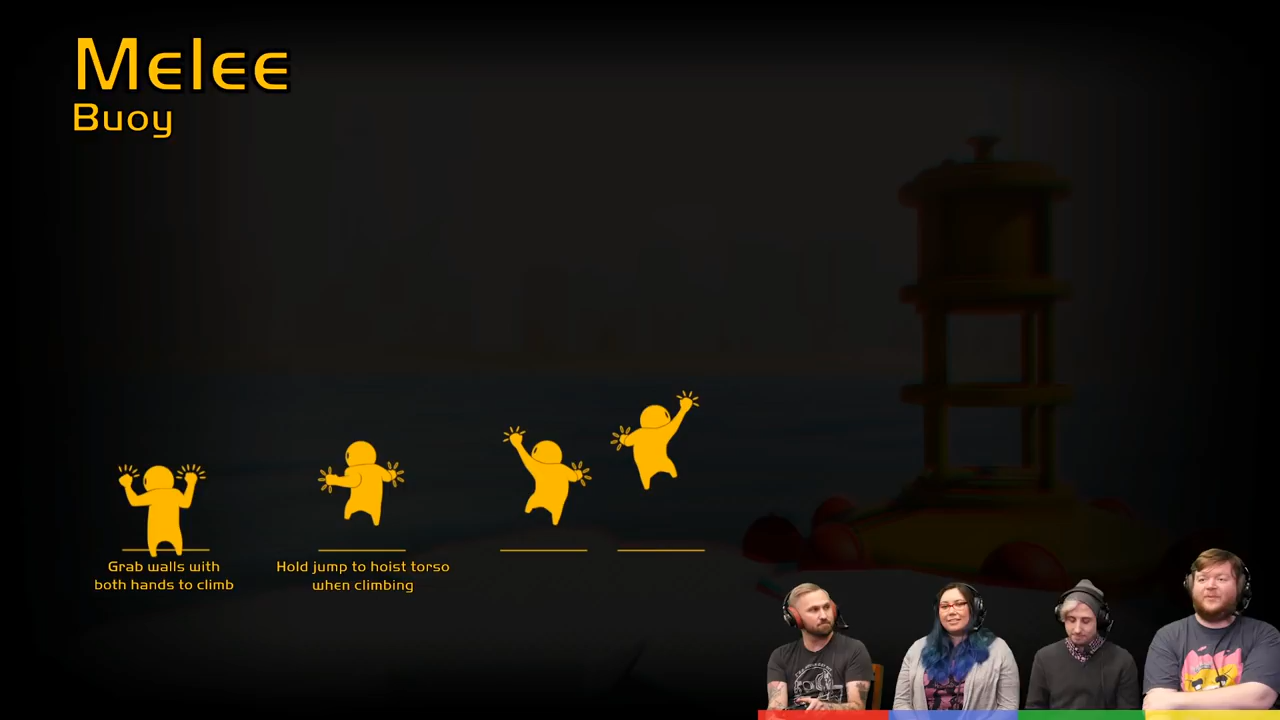 Melee
Buoy
Grab walls with
both hands to climb
Hold jump to hoist torso
when climbing